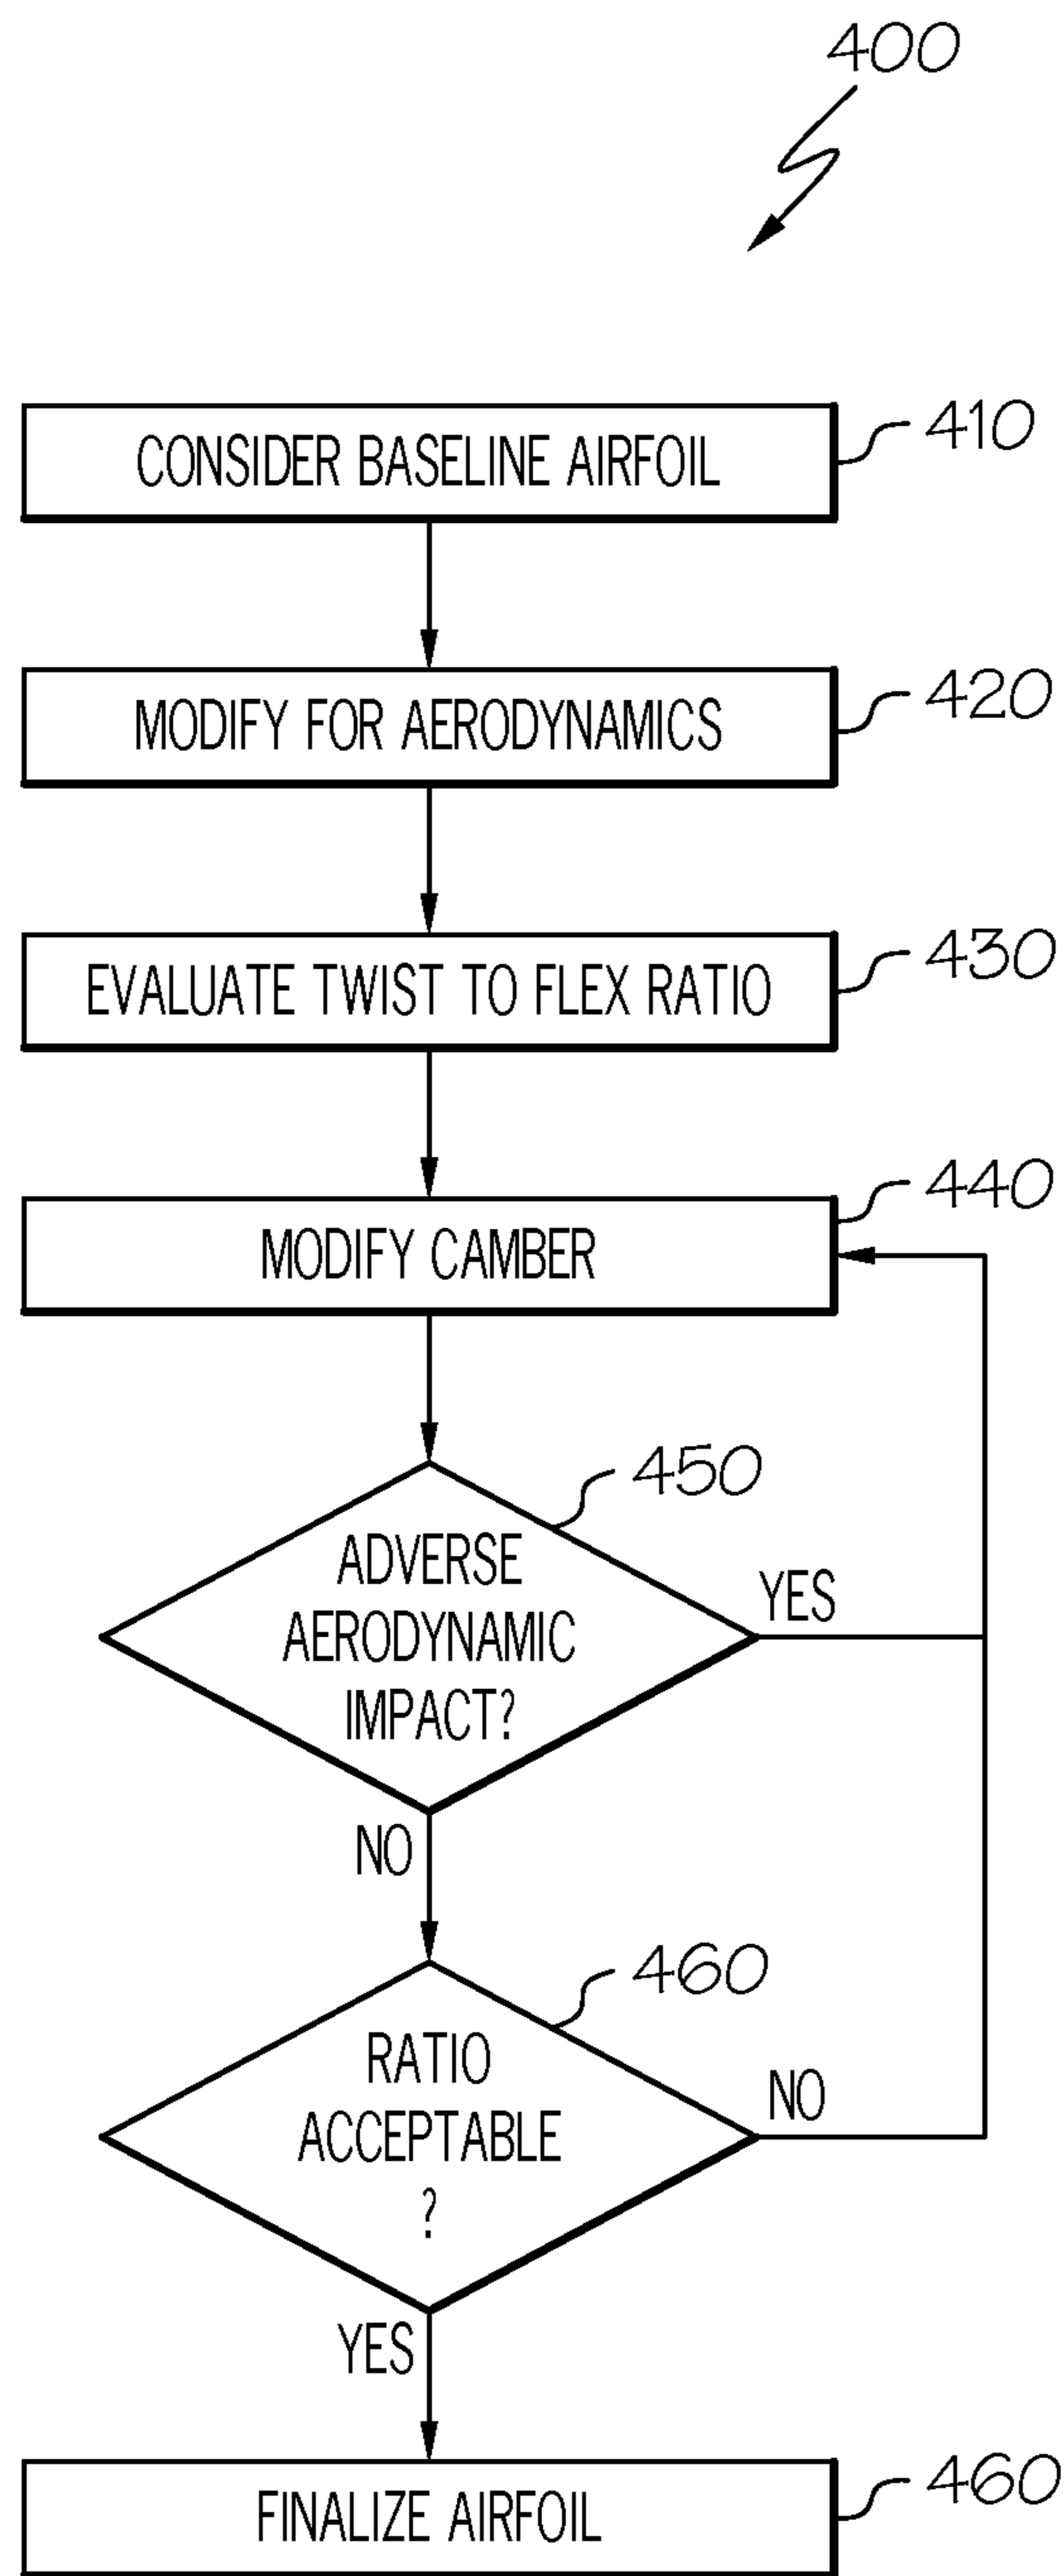 400
CONSIDER BASELINE AIRFOIL
410
MODIFY FOR AERODYNAMICS
420
EVALUATE TWIST TO FLEX RATIO
430
MODIFY CAMBER
440
450
ADVERSE
AERODYNAMIC
IMPACT?
YES
NO
460
RATIO
ACCEPTABLE
?
NO
YES
FINALIZE AIRFOIL
460